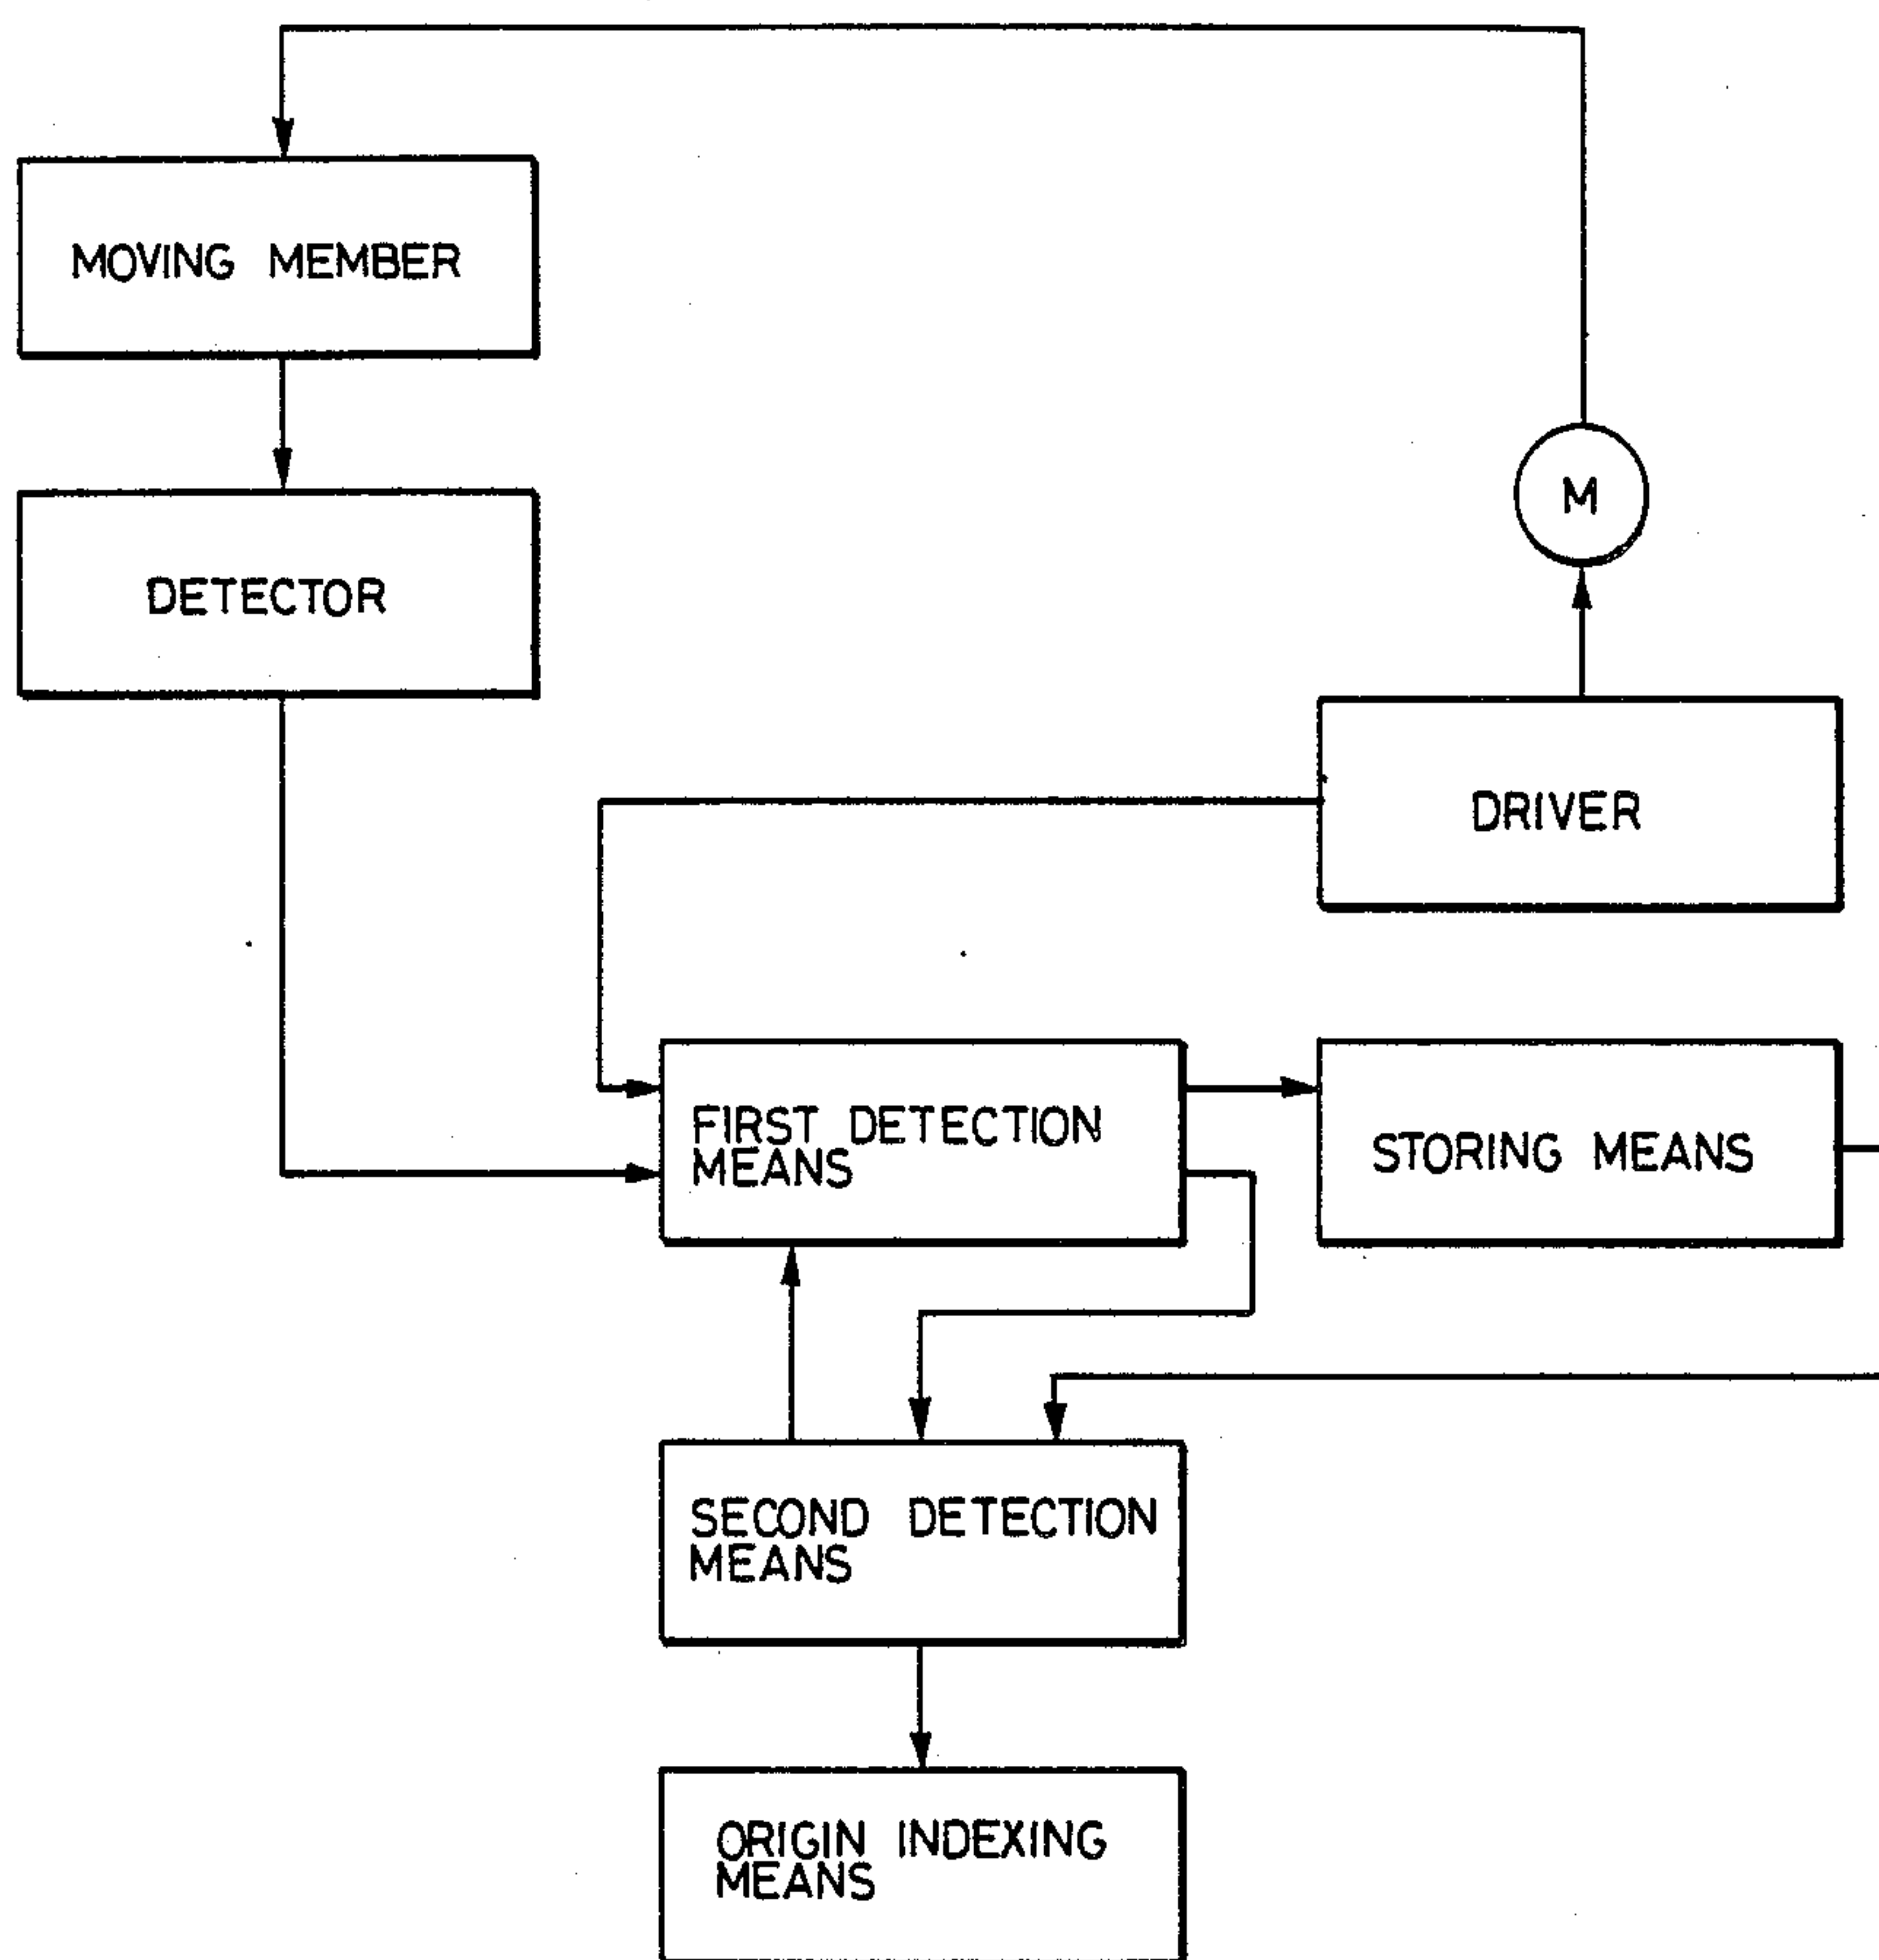 MOVING MEMBER
DETECTOR
M
DRIVER
FIRST DETECTION
MEANS
STORING MEANS
SECOND DETECTION
MEANS
ORIGIN INDEXING
MEANS